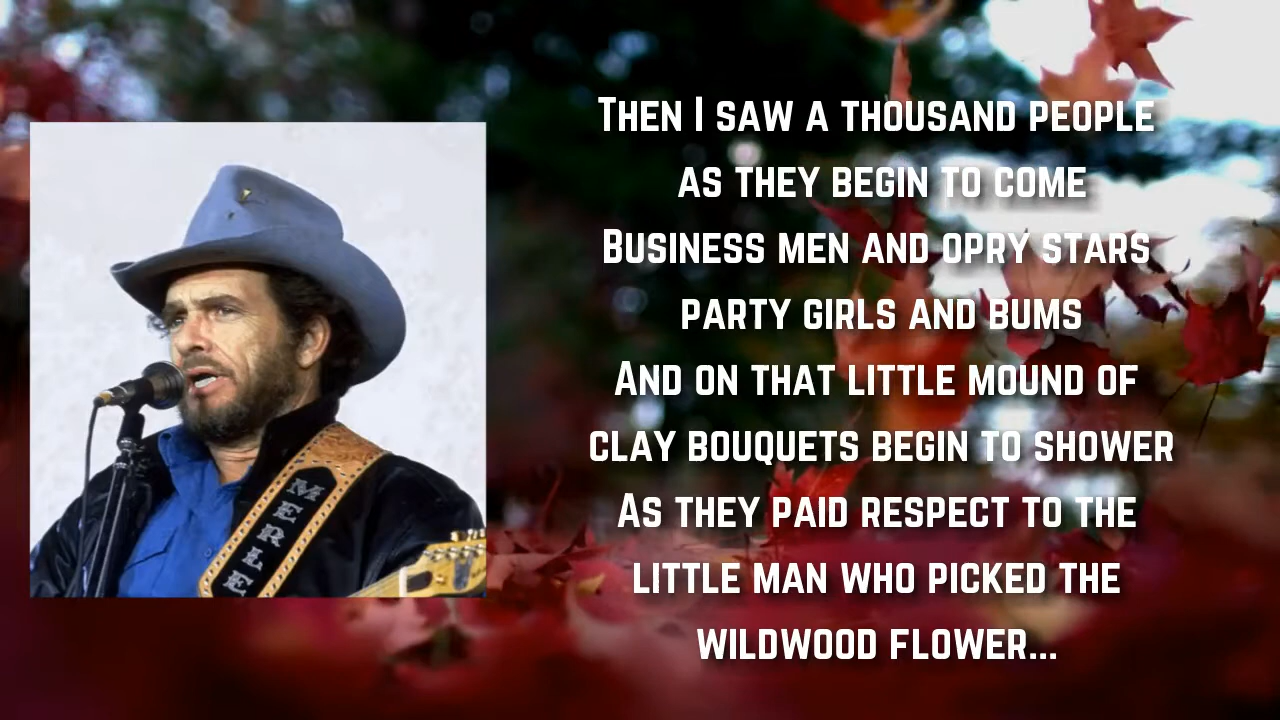 Then I saw a thousand people
as they begin to come
Business men and Opry stars
party girls and bums
And on that little mound of
clay bouquets begin to shower
As they paid respect to the
little man who picked the
wildwood flower...
MERLE